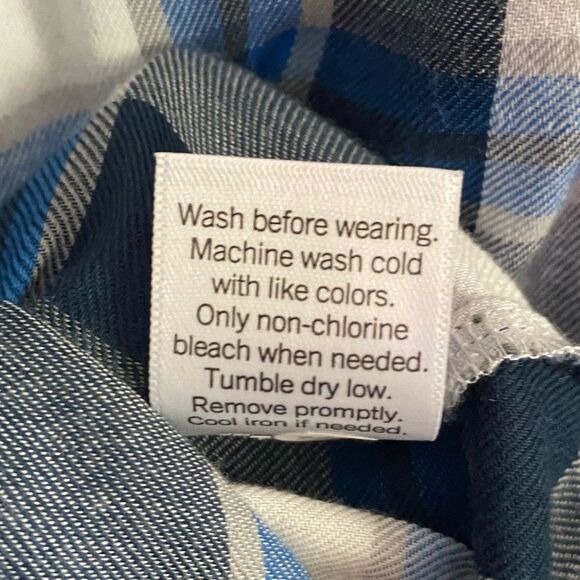 Wash before wearing.
Machine wash cold
with like colors.
Only non-chlorine
bleach when needed.
Tumble dry low.
Remove promptly.
Cool iron if needed.